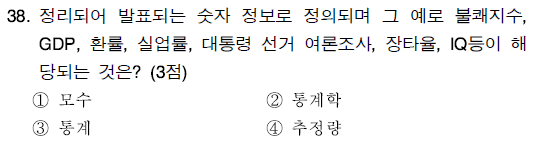 38. 정리되어 발표되는 숫자 정보로 정의되며 그 예로 불쾌지수,
GDP, 환률, 실업률, 대통령 선거 여론조사, 장타율, IQ등이 해
당되는 것은? (3점)
① 모수 ② 통계학
③ 통계 ④ 추정량